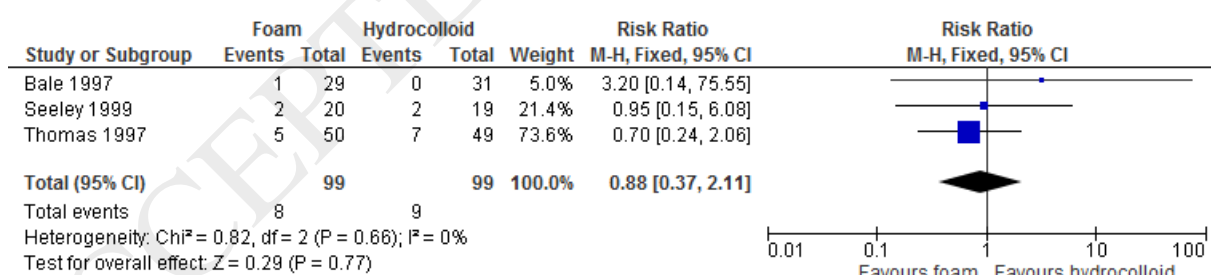 Foam Hydrocolloid Risk Ratio Risk Ratio
Study or Subgroup Events Total Events Total Weight M-H, Fixed, 95% CI M-H, Fixed, 95% CI
Bale 1997 1 29 0 31 5.0% 3.20 [0.14, 75.55]
Seeley 1999 2 20 2 19 21.4% 0.95 [0.15, 6.08]
Thomas 1997 5 50 7 49 73.6% 0.70 [0.24, 2.06]
Total (95% CI) 99 99 100.0% 0.88 [0.37, 2.11]
Total events 8 9
Heterogeneity: Chi² = 0.82, df = 2 (P = 0.66); I² = 0%
Test for overall effect: Z = 0.29 (P = 0.77)
0.01 0.1 1 10 100
Favours foam Favours hydrocolloid